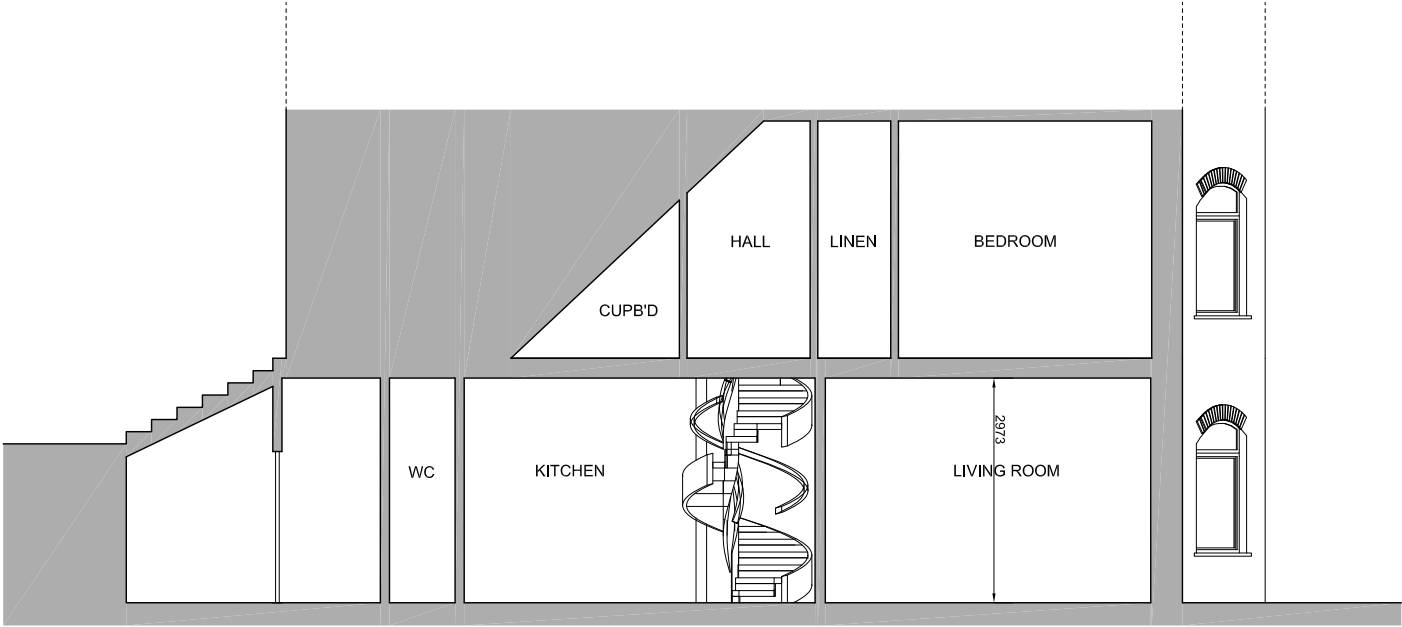 HALL
LINEN
BEDROOM
CUPB'D
WC
KITCHEN
LIVING ROOM
2973